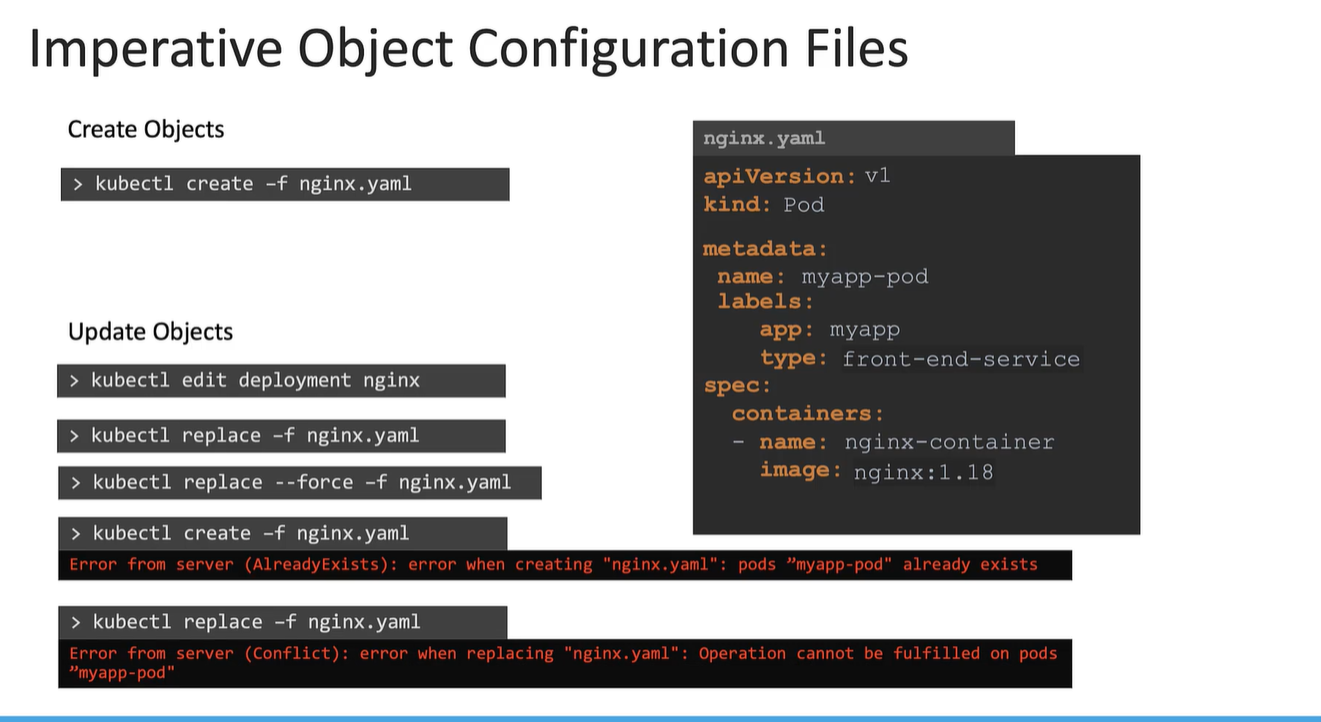 Imperative Object Configuration Files
Create Objects
> kubectl create –f nginx.yaml
Update Objects
> kubectl edit deployment nginx
> kubectl replace –f nginx.yaml
> kubectl replace --force –f nginx.yaml
> kubectl create –f nginx.yaml
Error from server (AlreadyExists): error when creating "nginx.yaml": pods ”myapp-pod" already exists
> kubectl replace –f nginx.yaml
Error from server (Conflict): error when replacing "nginx.yaml": Operation cannot be fulfilled on pods
”myapp-pod"
nginx.yaml
apiVersion: v1
kind: Pod
metadata:
name: myapp-pod
labels:
app: myapp
type: front-end-service
spec:
containers:
- name: nginx-container
image: nginx:1.18